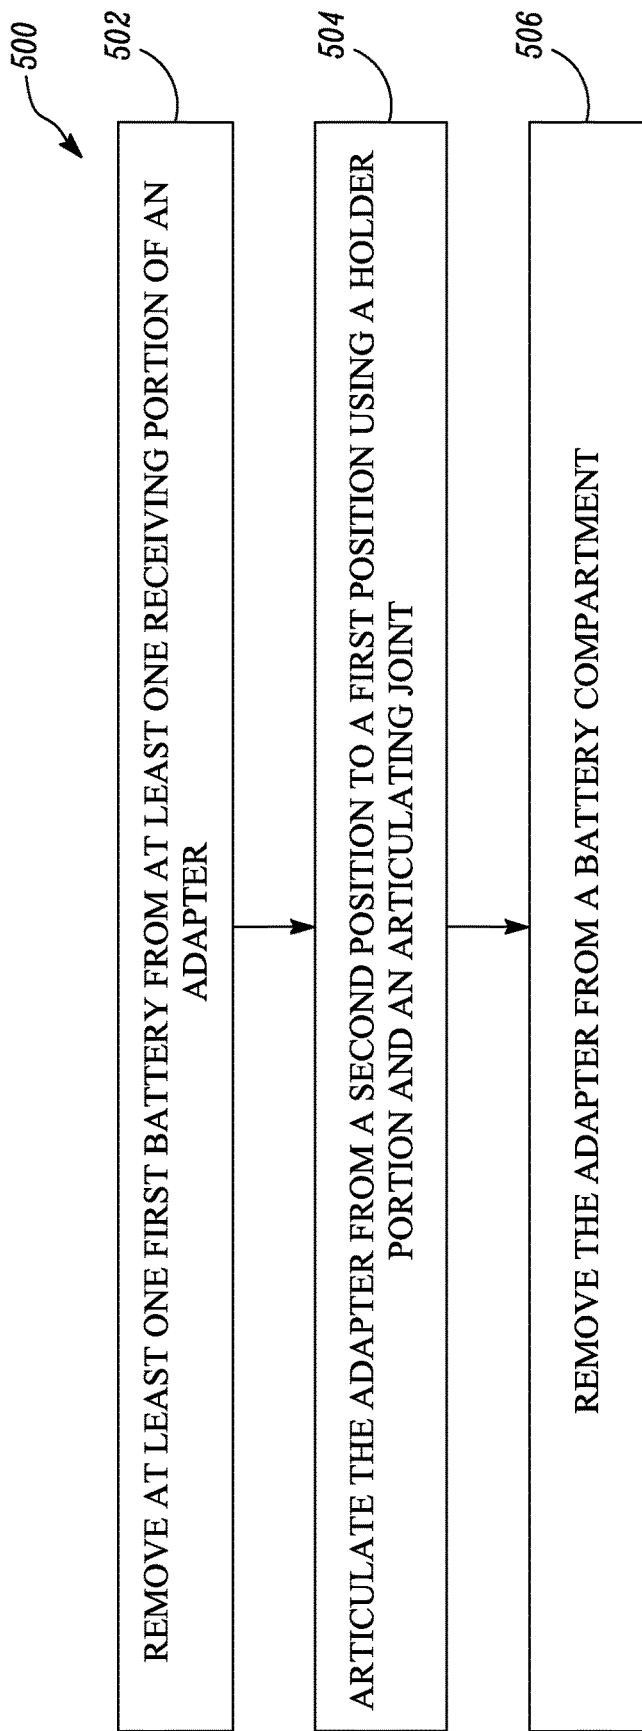 500
502
REMOVE AT LEAST ONE FIRST BATTERY FROM AT LEAST ONE RECEIVING PORTION OF AN
ADAPTER
504
ARTICULATE THE ADAPTER FROM A SECOND POSITION TO A FIRST POSITION USING A HOLDER
PORTION AND AN ARTICULATING JOINT
506
REMOVE THE ADAPTER FROM A BATTERY COMPARTMENT